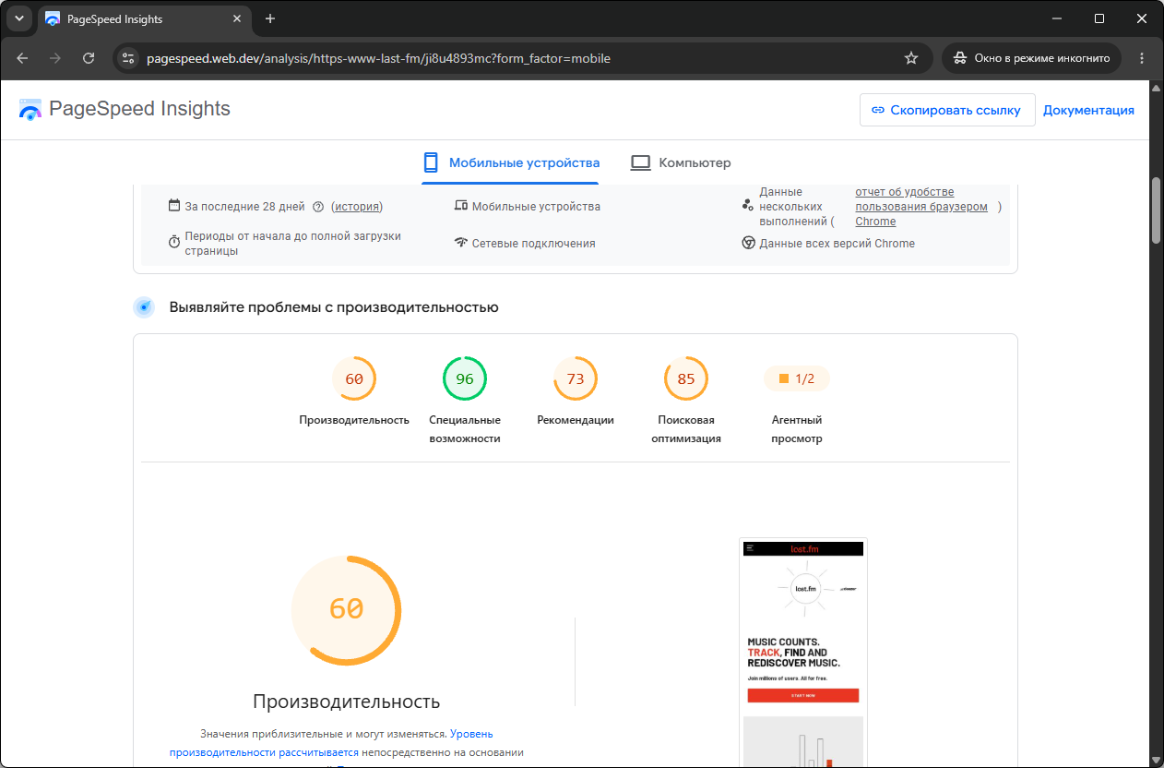 PageSpeed Insights
pagespeed.web.dev/analysis/https-www-last-fm/ji8u4893mc?form_factor=mobile
Окно в режиме инкогнито
PageSpeed Insights
Скопировать ссылку
Документация
Мобильные устройства
Компьютер
За последние 28 дней (история)
Мобильные устройства
Данные нескольких выполнений ( отчет об удобстве пользования браузером Chrome )
Периоды от начала до полной загрузки
страницы
Сетевые подключения
Данные всех версий Chrome
Выявляйте проблемы с производительностью
60
96
73
85
1/2
Производительность
Специальные
возможности
Рекомендации
Поисковая
оптимизация
Агентный
просмотр
60
Производительность
Значения приблизительные и могут изменяться. Уровень
производительности рассчитывается непосредственно на основании
lost.fm
lost.fm
MUSIC COUNTS.
TRACK, FIND AND
REDISCOVER MUSIC.
Join millions of users. All for free.
START NOW